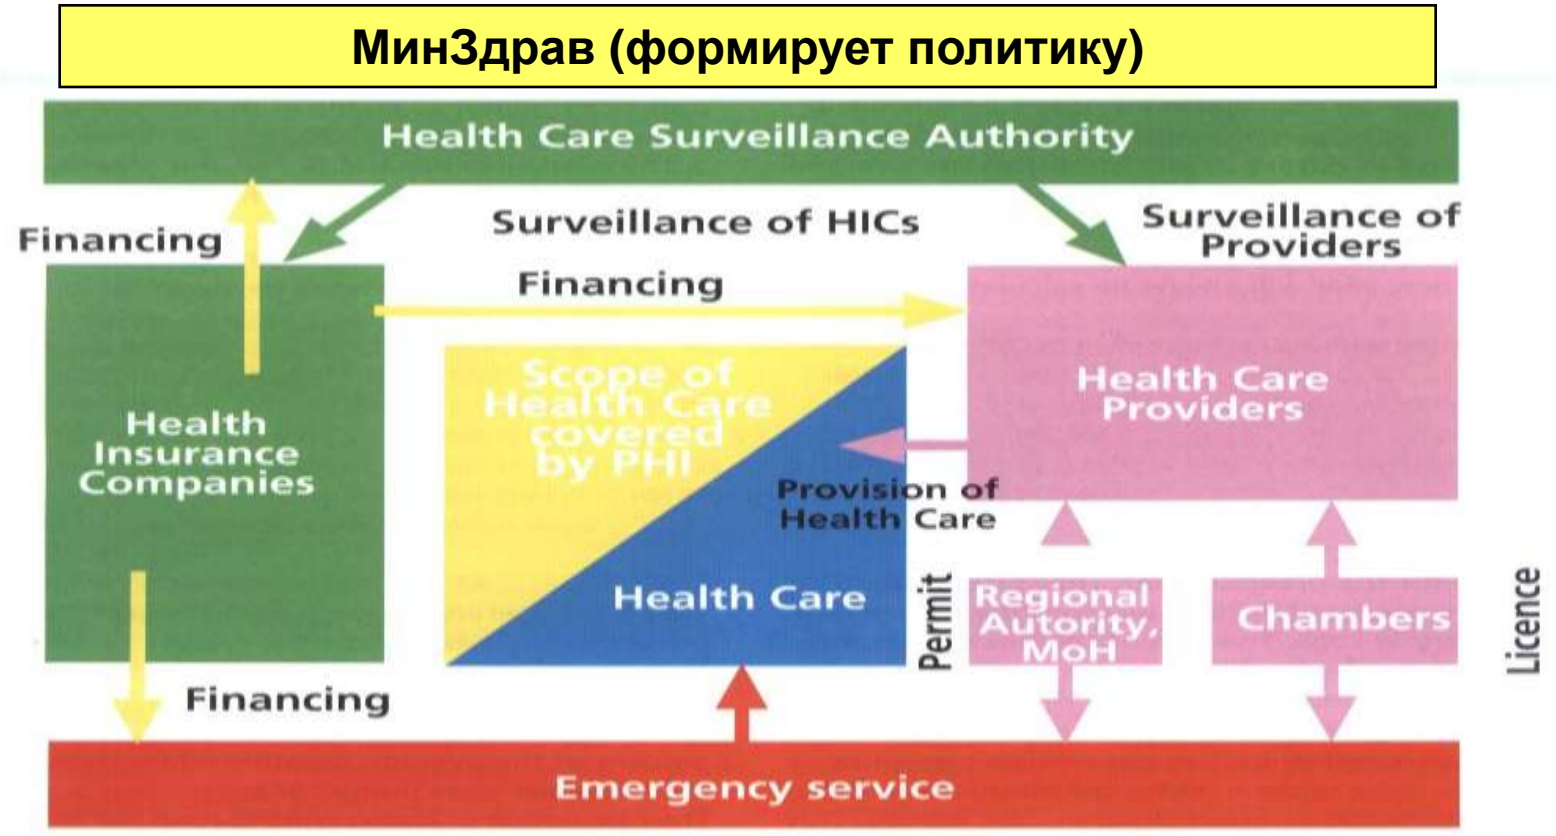 МинЗдрав (формирует политику)
Health Care Surveillance Authority
Financing
Surveillance of HICs
Surveillance of
Providers
Financing
Scope of
Health Care
covered
by PHI
Health Care
Providers
Health
Insurance
Companies
Provision of
Health Care
Health Care
Permit
Regional
Autority,
MoH
Chambers
Licence
Financing
Emergency service